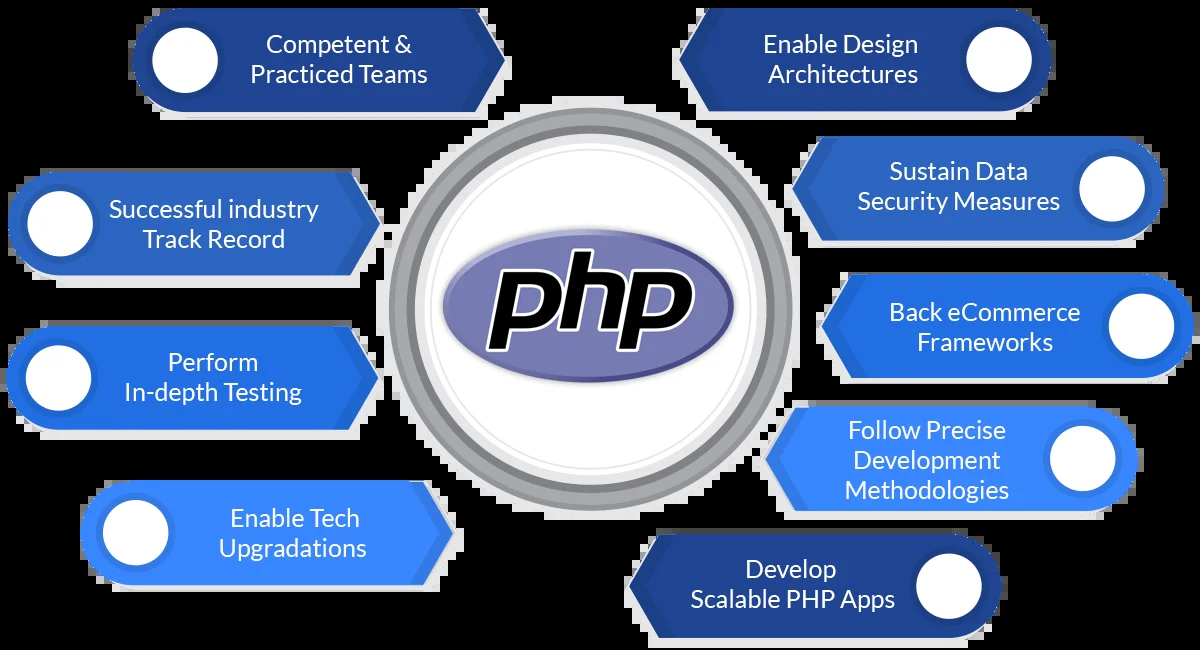 Competent &
Practiced Teams
Successful industry
Track Record
Perform
In-depth Testing
Enable Tech
Upgradations
php
Enable Design
Architectures
Sustain Data
Security Measures
Back eCommerce
Frameworks
Follow Precise
Development
Methodologies
Develop
Scalable PHP Apps